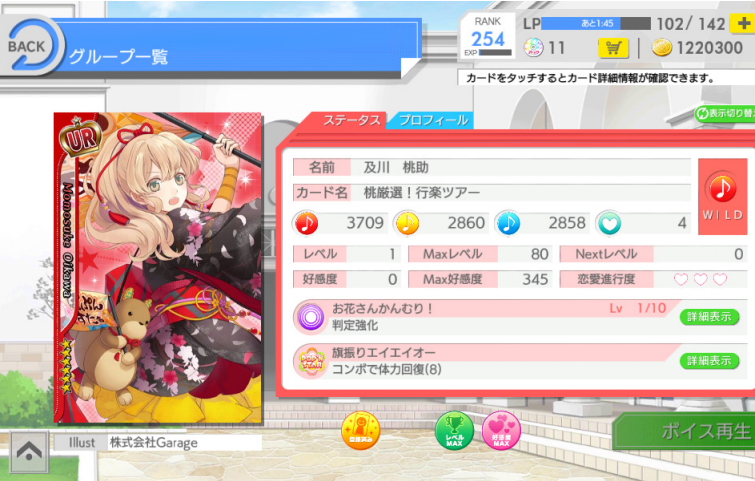 BACK
グループ一覧
RANK
254
EXP
LP
あと1:45
102/ 142
11
1220300
カードをタッチするとカード詳細情報が確認できます。
表示切り替
ステータス
プロフィール
UR
Momosuke Oikawa
名前
及川 桃助
カード名
桃厳選！行楽ツアー
WILD
3709
2860
2858
4
レベル
1
Maxレベル
80
Nextレベル
0
好感度
0
Max好感度
345
恋愛進行度
お花さんかんむり！
Lv 1/10
判定強化
詳細表示
旗振りエイエイオー
コンボで体力回復(8)
詳細表示
Illust
株式会社Garage
レベル
MAX
好感度
MAX
ボイス再生